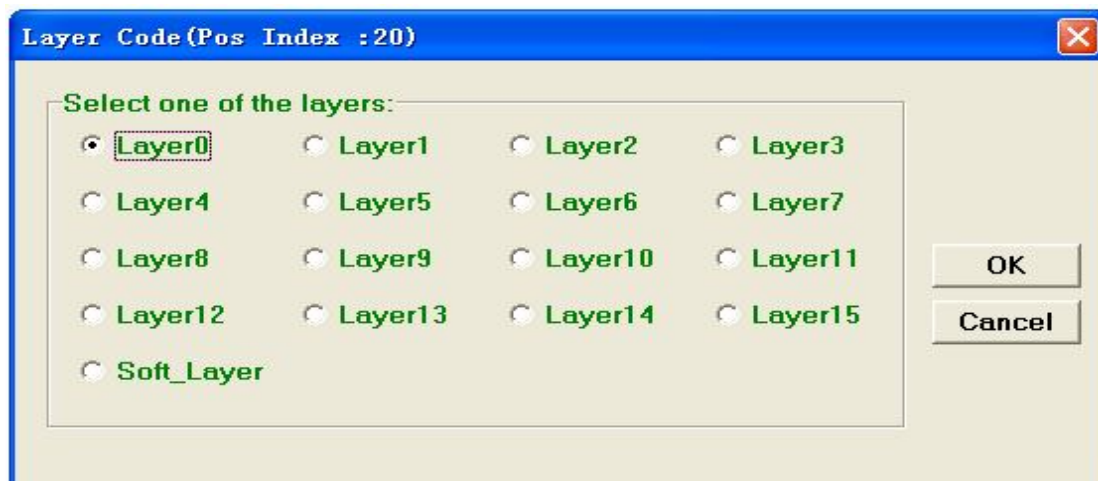 Layer Code(Pos Index :20)
Select one of the layers:
Layer0 Layer1 Layer2 Layer3
Layer4 Layer5 Layer6 Layer7
Layer8 Layer9 Layer10 Layer11
OK
Layer12 Layer13 Layer14 Layer15
Cancel
Soft_Layer